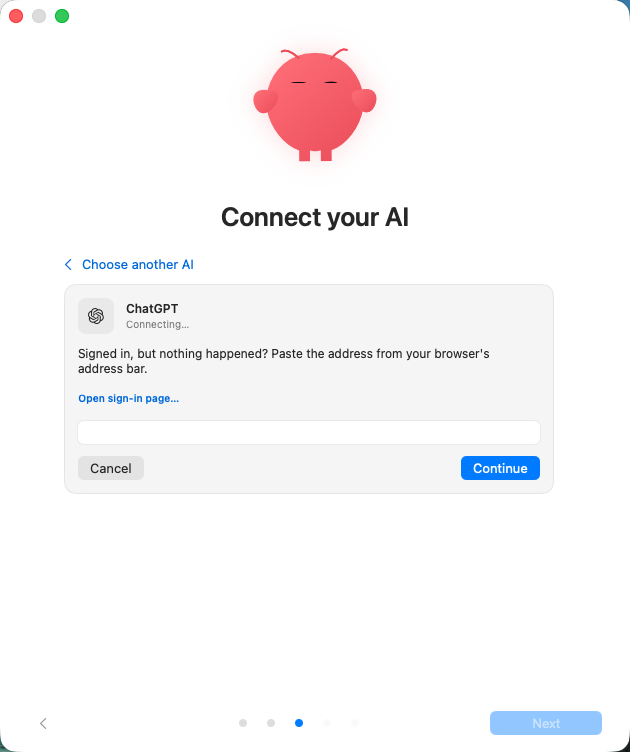 Connect your AI
Choose another AI
ChatGPT
Connecting...
Signed in, but nothing happened? Paste the address from your browser's
address bar.
Open sign-in page...
Cancel
Continue
Next